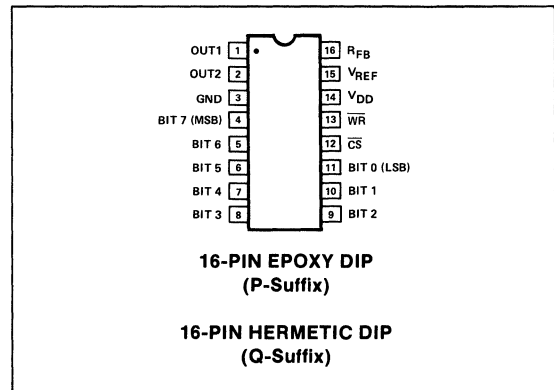 OUT1 1 16 RFB
OUT2 2 15 VREF
GND 3 14 VDD
BIT 7 (MSB) 4 13 W̅R̅
BIT 6 5 12 C̅S̅
BIT 5 6 11 BIT 0 (LSB)
BIT 4 7 10 BIT 1
BIT 3 8 9 BIT 2
16-PIN EPOXY DIP
(P-Suffix)
16-PIN HERMETIC DIP
(Q-Suffix)